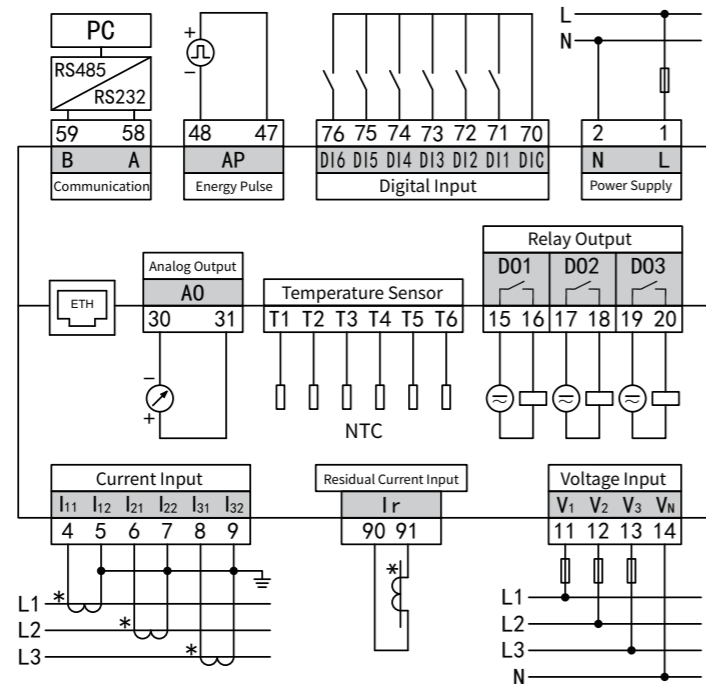 PC
RS485
RS232
59 58
B A
Communication
+
−
48 47
AP
Energy Pulse
76 75 74 73 72 71 70
DI6 DI5 DI4 DI3 DI2 DI1 DIC
Digital Input
L
N
2 1
N L
Power Supply
ETH
Analog Output
AO
30 31
−
+
Temperature Sensor
T1 T2 T3 T4 T5 T6
NTC
Relay Output
DO1 DO2 DO3
15 16 17 18 19 20
Current Input
I₁₁ I₁₂ I₂₁ I₂₂ I₃₁ I₃₂
4 5 6 7 8 9
*
L1
*
L2
*
L3
Residual Current Input
Ir
90 91
*
Voltage Input
V₁ V₂ V₃ VN
11 12 13 14
L1
L2
L3
N